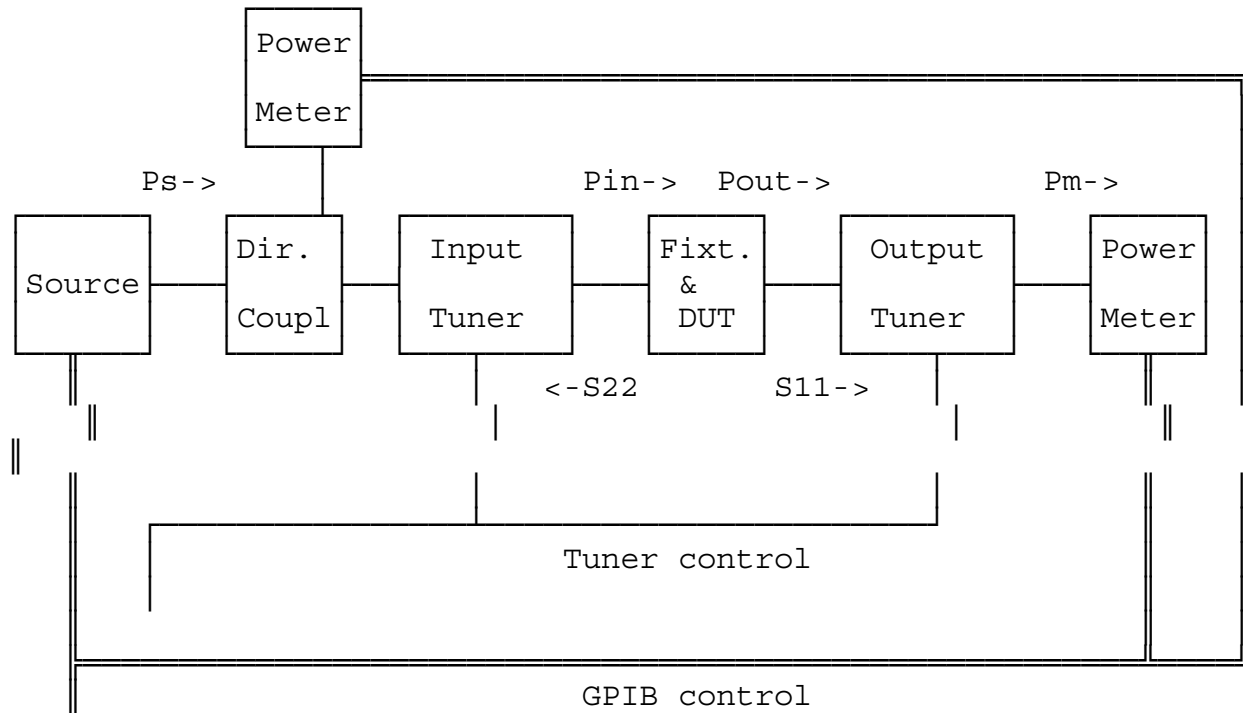 Power
Meter
Ps-> Pin-> Pout-> Pm->
Dir. Input Fixt. Output Power
Source &
Coupl Tuner DUT Tuner Meter
<-S22 S11->
Tuner control
GPIB control